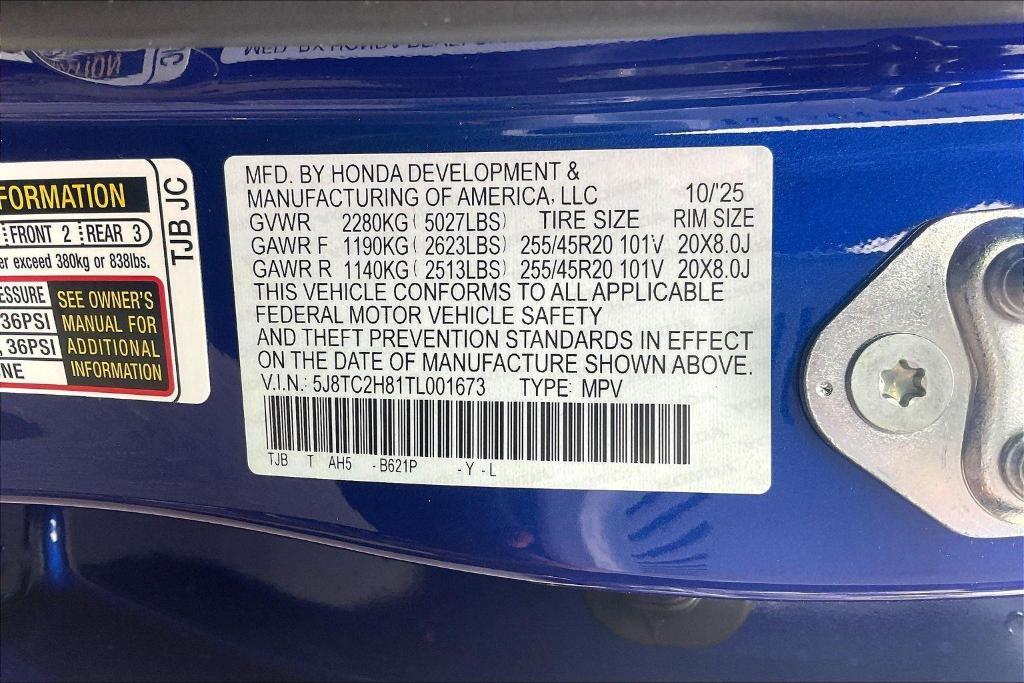 FORMATION
FRONT 2 REAR 3
er exceed 380kg or 838lbs.
ESSURE
36PSI
, 36PSI
NE
SEE OWNER'S
MANUAL FOR
ADDITIONAL
INFORMATION
TJB JC
MFD. BY HONDA DEVELOPMENT &
MANUFACTURING OF AMERICA, LLC 10/'25
GVWR 2280KG (5027LBS) TIRE SIZE RIM SIZE
GAWR F 1190KG (2623LBS) 255/45R20 101V 20X8.0J
GAWR R 1140KG (2513LBS) 255/45R20 101V 20X8.0J
THIS VEHICLE CONFORMS TO ALL APPLICABLE
FEDERAL MOTOR VEHICLE SAFETY
AND THEFT PREVENTION STANDARDS IN EFFECT
ON THE DATE OF MANUFACTURE SHOWN ABOVE.
V.I.N.: 5J8TC2H81TL001673 TYPE: MPV
TJB T AH5 -B621P -Y-L